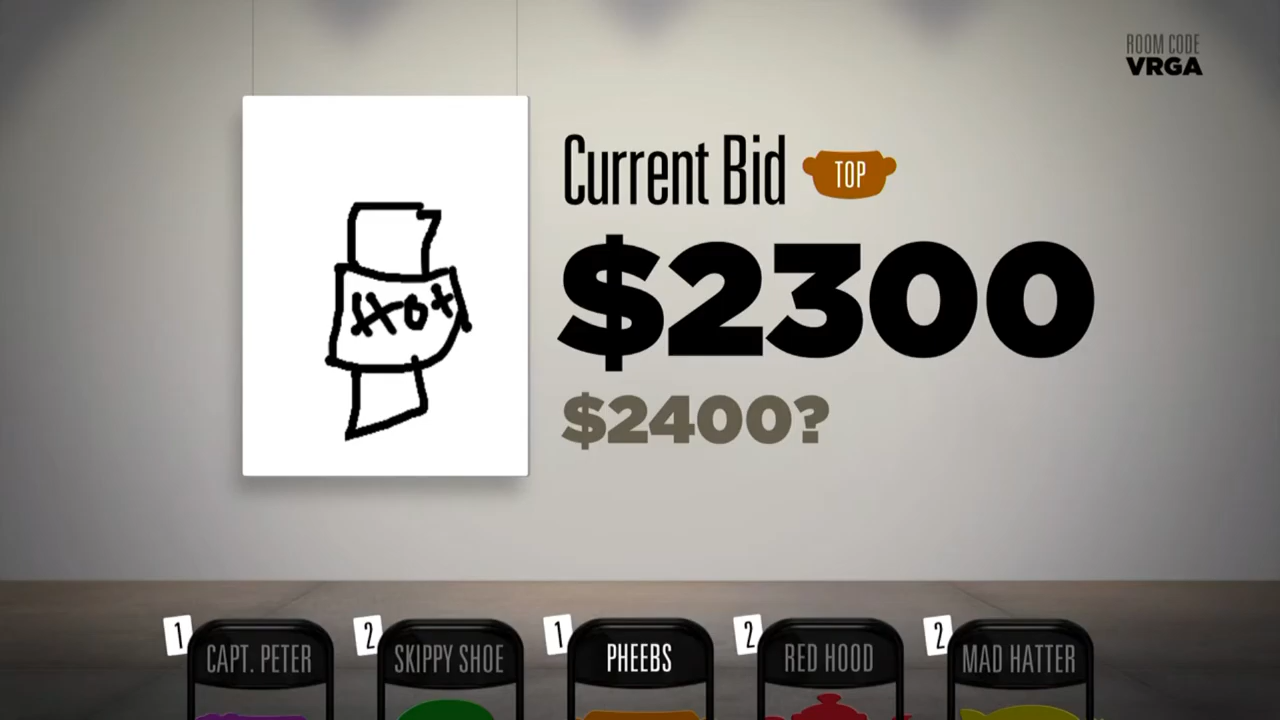 ROOM CODE
VRGA
Current Bid
TOP
$2300
Hot
$2400?
1
CAPT. PETER
2
SKIPPY SHOE
1
PHEEBS
2
RED HOOD
2
MAD HATTER